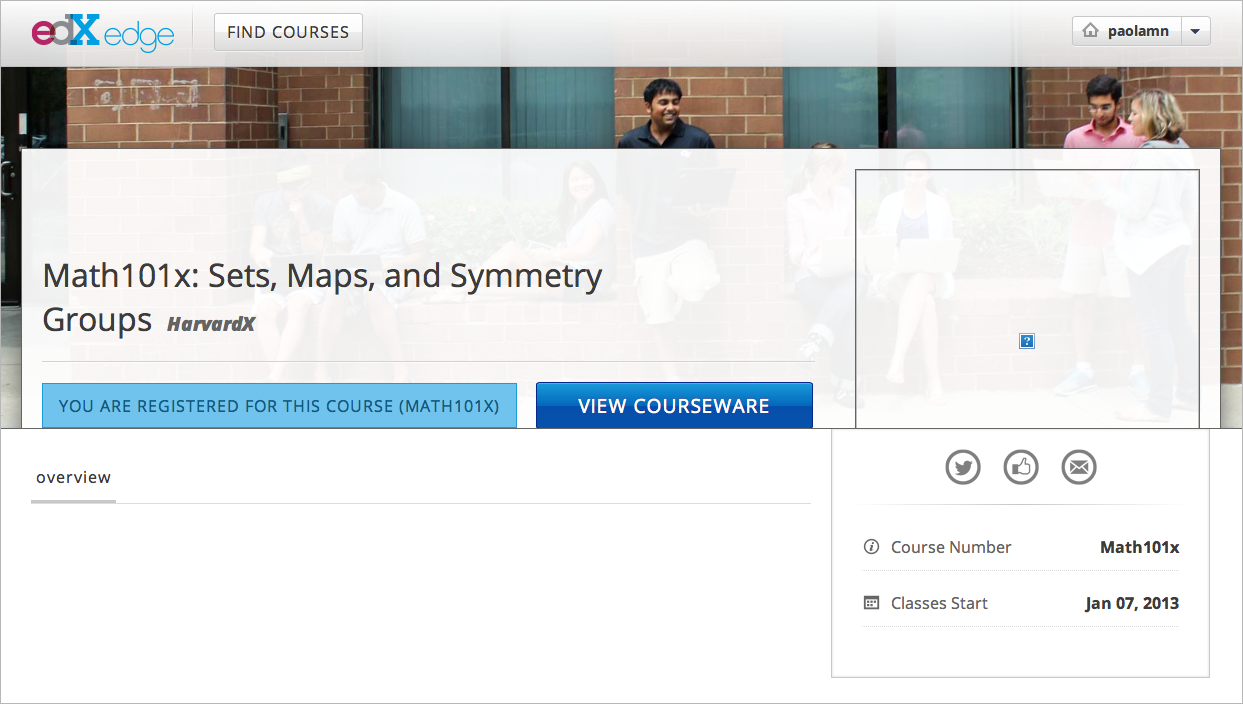 edX edge
FIND COURSES
paolamn
Math101x: Sets, Maps, and Symmetry
Groups HarvardX
YOU ARE REGISTERED FOR THIS COURSE (MATH101X)
VIEW COURSEWARE
?
overview
Course Number Math101x
Classes Start Jan 07, 2013